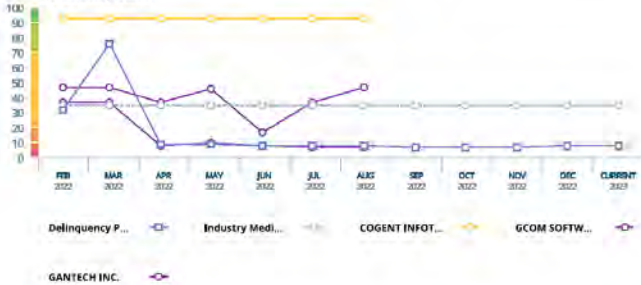 100
90
80
70
60
50
40
30
20
10
0
FEB MAR APR MAY JUN JUL AUG SEP OCT NOV DEC CURRENT
2022 2022 2022 2022 2022 2022 2022 2022 2022 2022 2022 2023
Delinquency P... Industry Medi... COGENT INFOT... GCOM SOFTW...
GANTECH INC.